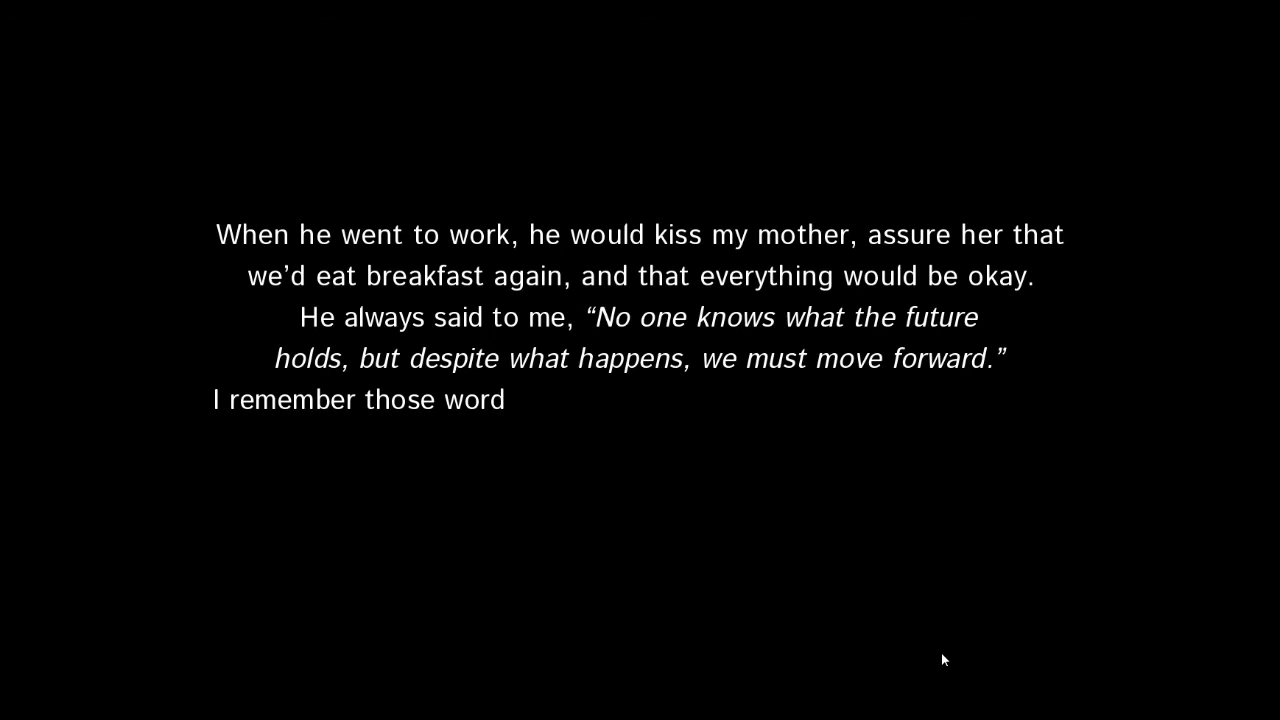 When he went to work, he would kiss my mother, assure her that
we’d eat breakfast again, and that everything would be okay.
He always said to me, “No one knows what the future
holds, but despite what happens, we must move forward.”
I remember those word